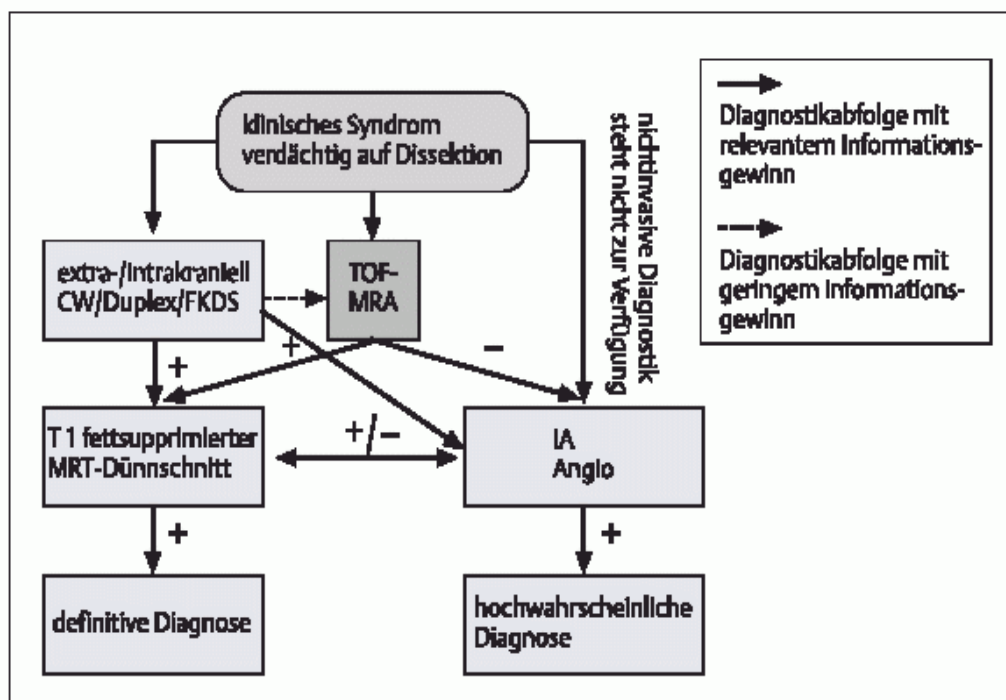 klinisches Syndrom
verdächtig auf Dissektion
nichtinvasive Diagnostik
steht nicht zur Verfügung
Diagnostikabfolge mit
relevantem Informations-
gewinn
Diagnostikabfolge mit
geringem Informations-
gewinn
extra-/intrakraniell
CW/Duplex/FKDS
TOF-
MRA
+
+
−
T 1 fettsupprimierter
MRT-Dünnschnitt
+/−
IA
Angio
+
+
definitive Diagnose
hochwahrscheinliche
Diagnose